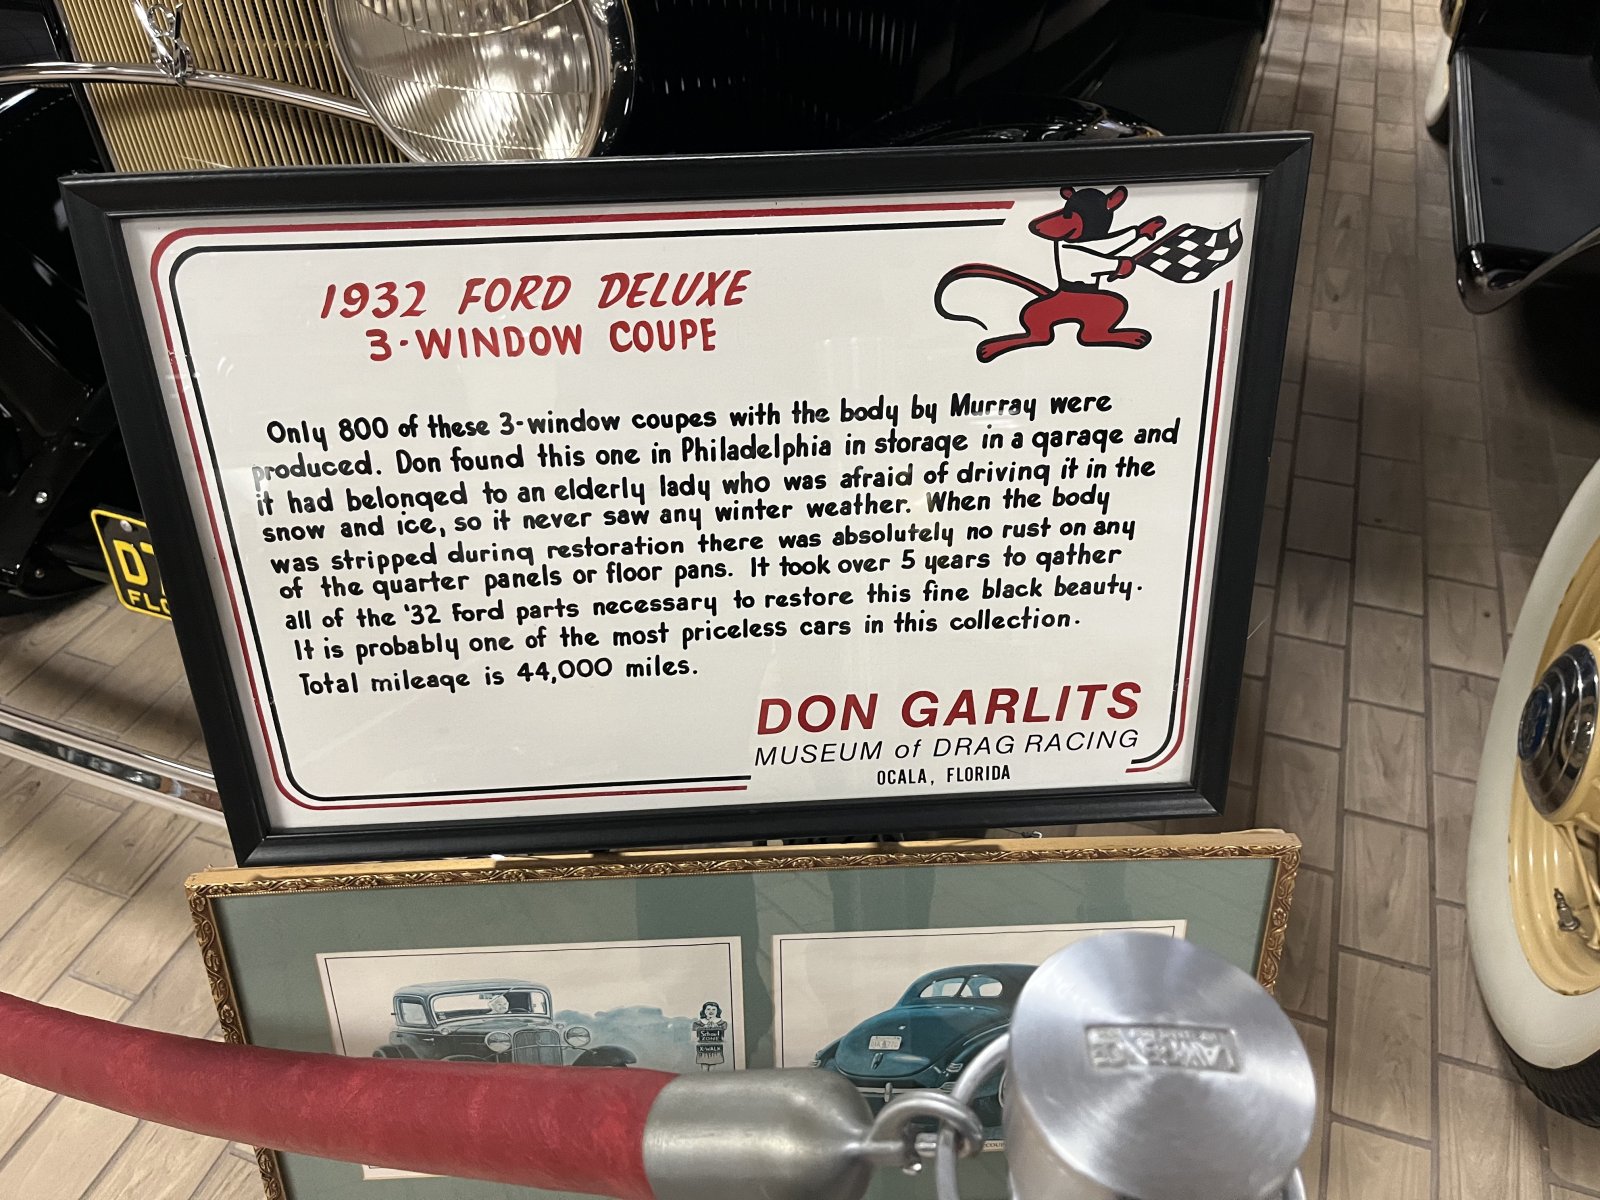 1932 FORD DELUXE
3-WINDOW COUPE
Only 800 of these 3-window coupes with the body by Murray were
produced. Don found this one in Philadelphia in storage in a garage and
it had belonged to an elderly lady who was afraid of driving it in the
snow and ice, so it never saw any winter weather. When the body
was stripped during restoration there was absolutely no rust on any
of the quarter panels or floor pans. It took over 5 years to gather
all of the '32 Ford parts necessary to restore this fine black beauty.
It is probably one of the most priceless cars in this collection.
Total mileage is 44,000 miles.
DON GARLITS
MUSEUM of DRAG RACING
OCALA, FLORIDA
School
ZONE
X-WALK
LAWRENCE